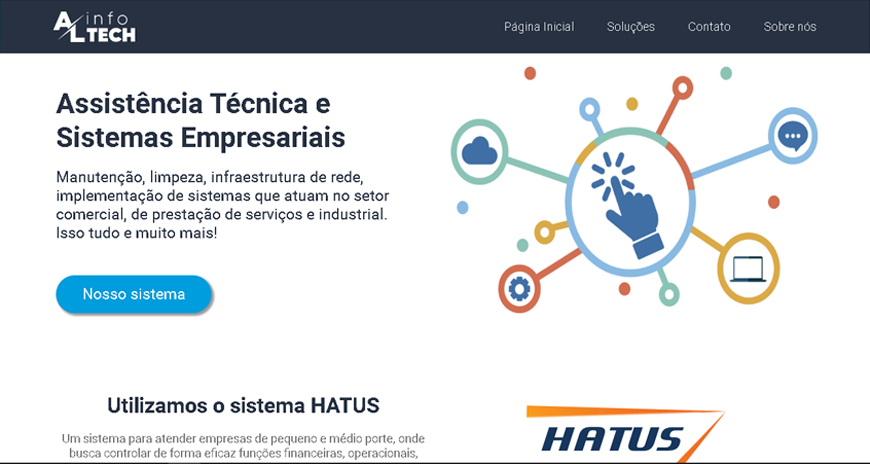 AL info TECH
Página Inicial Soluções Contato Sobre nós
Assistência Técnica e
Sistemas Empresariais
Manutenção, limpeza, infraestrutura de rede,
implementação de sistemas que atuam no setor
comercial, de prestação de serviços e industrial.
Isso tudo e muito mais!
Nosso sistema
Utilizamos o sistema HATUS
Um sistema para atender empresas de pequeno e médio porte, onde
busca controlar de forma eficaz funções financeiras, operacionais,
HATUS